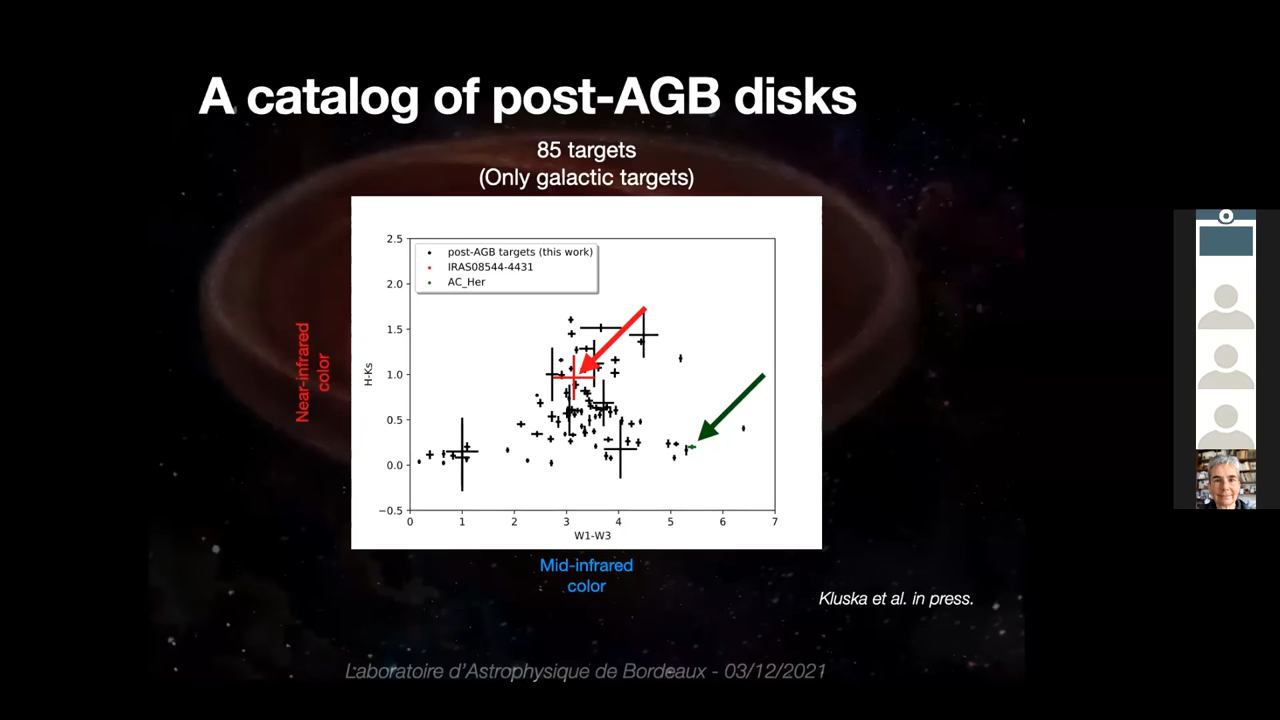 A catalog of post-AGB disks
85 targets
(Only galactic targets)
2.5
2.0
1.5
1.0
0.5
0.0
−0.5
post-AGB targets (this work)
IRAS08544-4431
AC_Her
Near-infrared
color
H-Ks
0 1 2 3 4 5 6 7
W1-W3
Mid-infrared
color
Kluska et al. in press.
Laboratoire d'Astrophysique de Bordeaux - 03/12/2021